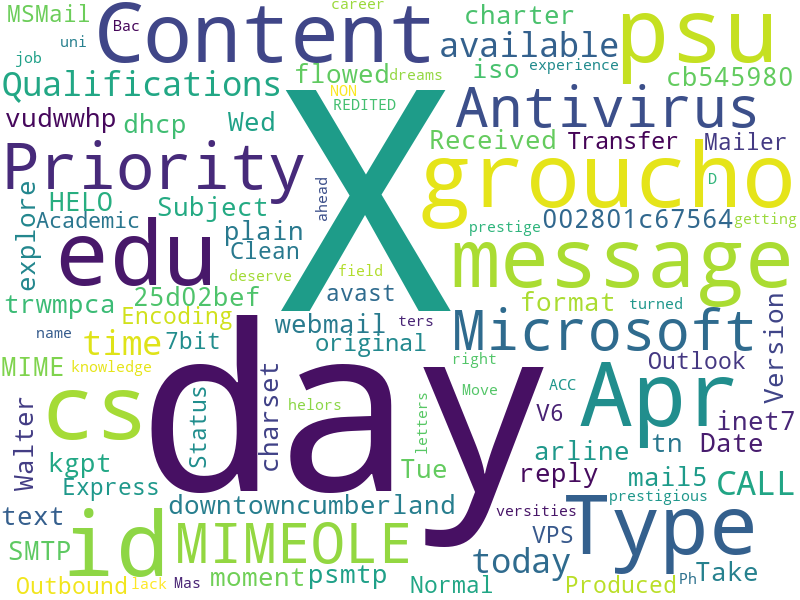 MSMail
career
charter
Content
psu
Bac
uni
job
available
Qualifications
flowed
dreams
iso
experience
cb545980
NON
REDITED
Antivirus
vudwwhp
dhcp
Wed
X
Received
Transfer
Mailer
Priority
groucho
D
ahead
explore
HELO
Academic
Subject
prestige
002801c67564
getting
edu
plain
Clean
message
deserve
field
avast
trwmpca
25d02bef
Encoding
format
turned
Version
name
time
7bit
webmail
ters
original
Microsoft
MIME
knowledge
right
Outlook
day
cs
Status
charset
helors
Move
ACC
Apr
Walter
letters
V6
inet7
kgpt
Tue
arline
tn
Date
Express
reply
mail5
CALL
prestigious
text
downtowncumberland
versities
id
MIMEOLE
Type
VPS
SMTP
today
Outbound
lack
Mas
moment
psmtp
Normal
Produced
Ph
Take